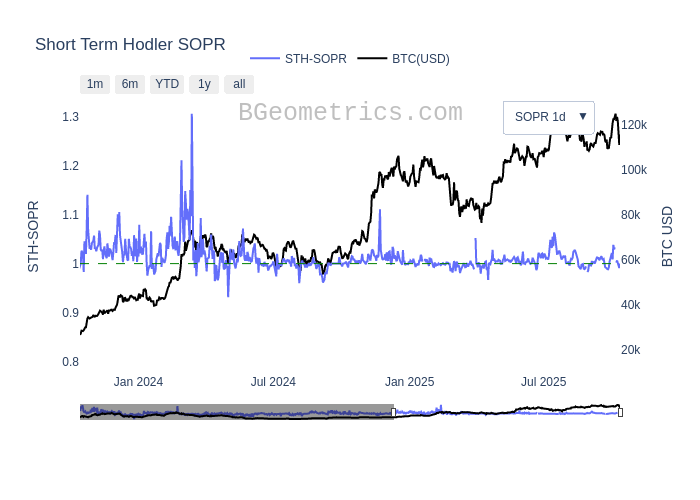 Short Term Hodler SOPR
STH-SOPR
BTC(USD)
1m
6m
YTD
1y
all
BGeometrics.com
SOPR 1d ▼
1.3
1.2
1.1
1
0.9
0.8
STH-SOPR
120k
100k
80k
60k
40k
20k
BTC USD
Jan 2024
Jul 2024
Jan 2025
Jul 2025